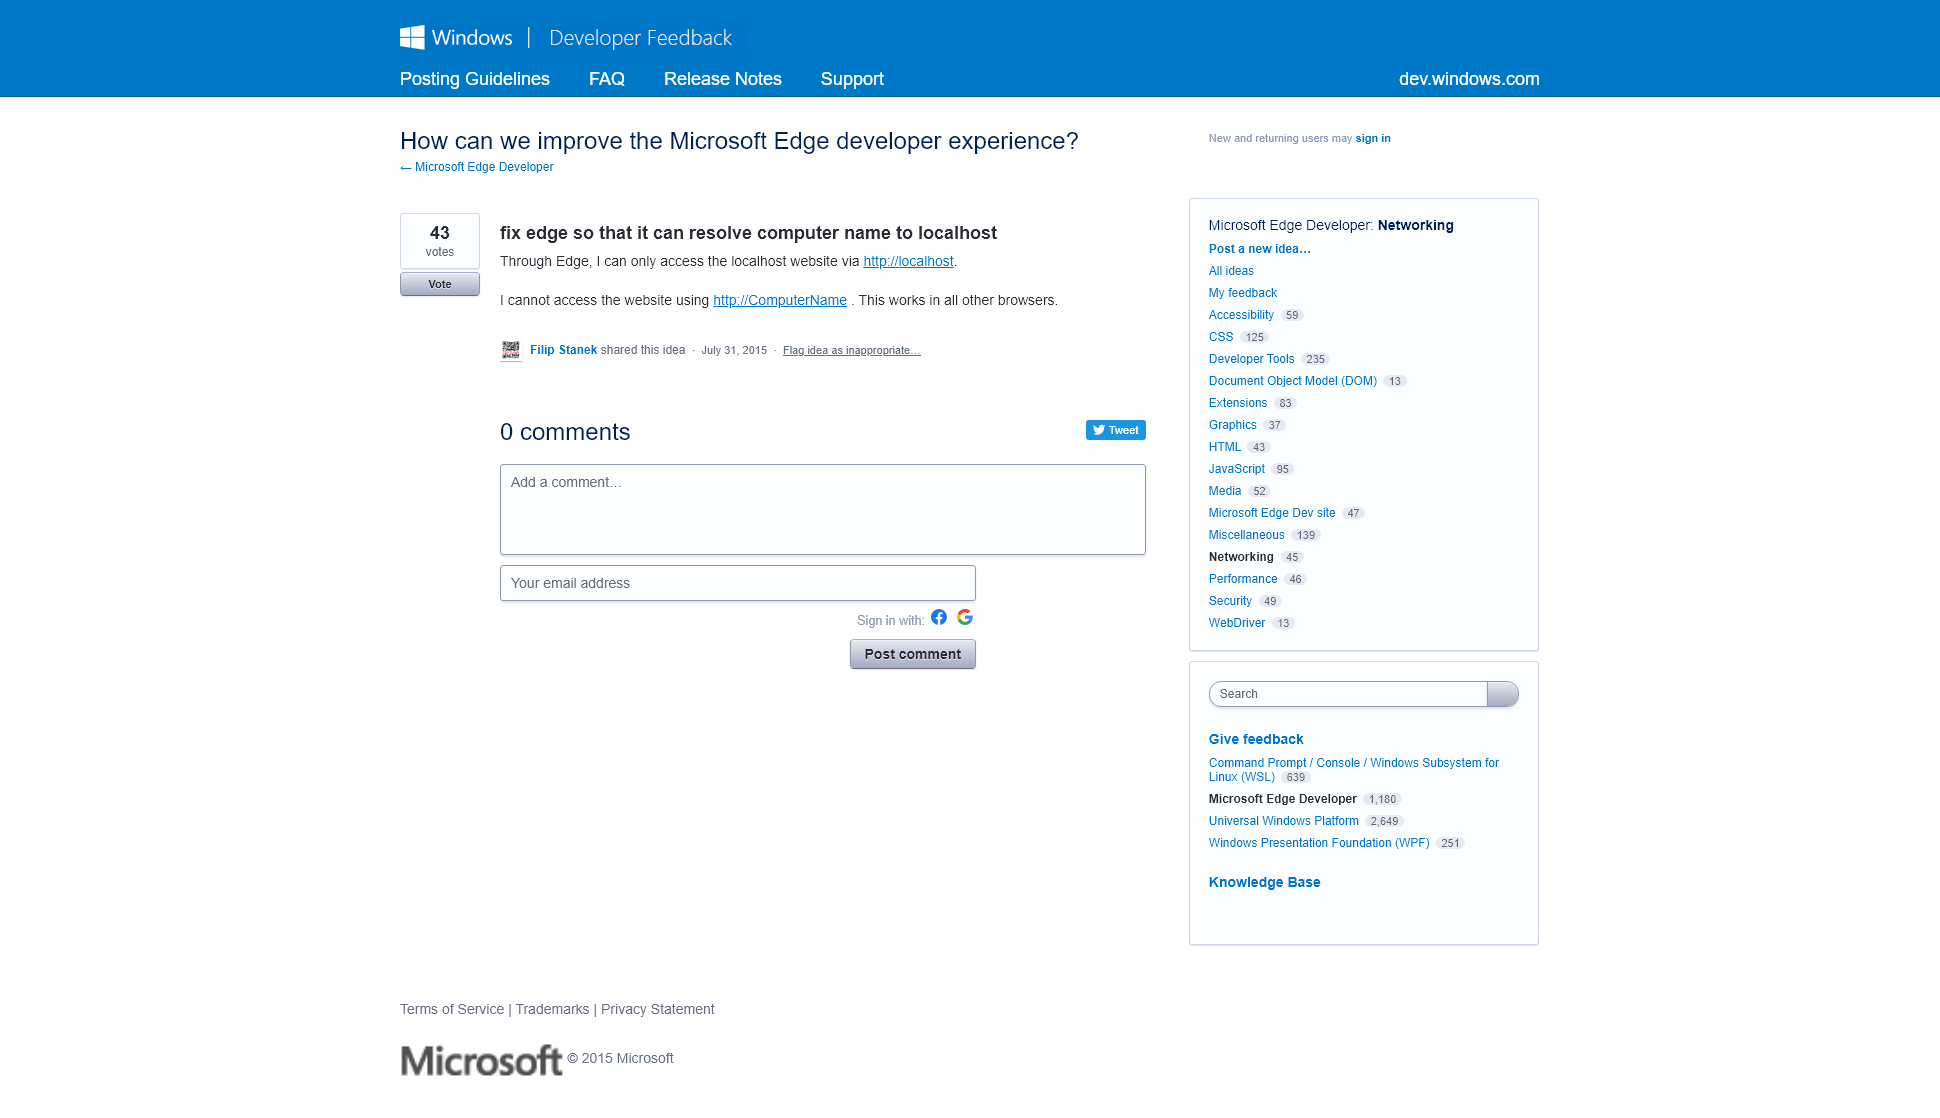 Windows | Developer Feedback
Posting Guidelines FAQ Release Notes Support dev.windows.com
How can we improve the Microsoft Edge developer experience?
← Microsoft Edge Developer
New and returning users may sign in
43
votes
Vote
fix edge so that it can resolve computer name to localhost
Through Edge, I can only access the localhost website via http://localhost.
I cannot access the website using http://ComputerName . This works in all other browsers.
Filip Stanek shared this idea · July 31, 2015 · Flag idea as inappropriate…
0 comments
Tweet
Add a comment…
Your email address
Sign in with:
Post comment
Microsoft Edge Developer: Networking
Post a new idea…
All ideas
My feedback
Accessibility 59
CSS 125
Developer Tools 235
Document Object Model (DOM) 13
Extensions 83
Graphics 37
HTML 43
JavaScript 95
Media 52
Microsoft Edge Dev site 47
Miscellaneous 139
Networking 45
Performance 46
Security 49
WebDriver 13
Search
Give feedback
Command Prompt / Console / Windows Subsystem for
Linux (WSL) 639
Microsoft Edge Developer 1,180
Universal Windows Platform 2,649
Windows Presentation Foundation (WPF) 251
Knowledge Base
Terms of Service | Trademarks | Privacy Statement
Microsoft © 2015 Microsoft